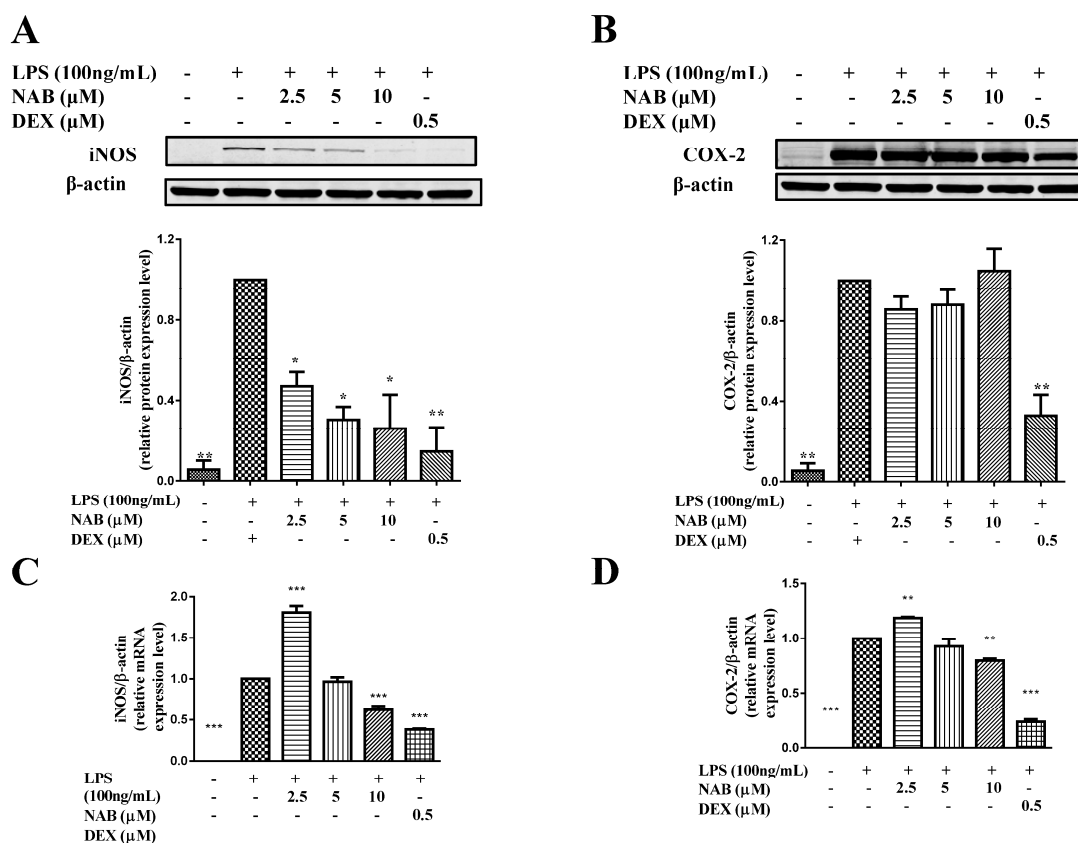 A
LPS (100ng/mL) - + + + + +
NAB (μM) - - 2.5 5 10 -
DEX (μM) - - - - - 0.5
iNOS
β-actin
iNOS/β-actin
(relative protein expression level)
1.2
0.8
0.4
0.0
**
*
*
*
**
LPS (100ng/mL) - + + + + +
NAB (μM) - - 2.5 5 10 -
DEX (μM) - + - - - 0.5
B
LPS (100ng/mL) - + + + + +
NAB (μM) - - 2.5 5 10 -
DEX (μM) - - - - - 0.5
COX-2
β-actin
COX-2/β-actin
(relative protein expression level)
1.2
0.8
0.4
0.0
**
**
LPS (100ng/mL) - + + + + +
NAB (μM) - - 2.5 5 10 -
DEX (μM) - + - - - 0.5
C
iNOS/β-actin
(relative mRNA
expression level)
2.0
1.5
1.0
0.5
0.0
***
***
***
***
LPS - + + + + +
(100ng/mL) - - 2.5 5 10 -
NAB (μM) - - - - - 0.5
DEX (μM)
D
COX-2/β-actin
(relative mRNA
expression level)
1.5
1.0
0.5
0.0
***
**
**
***
LPS (100ng/mL) - + + + + +
NAB (μM) - - 2.5 5 10 -
DEX (μM) - - - - - 0.5